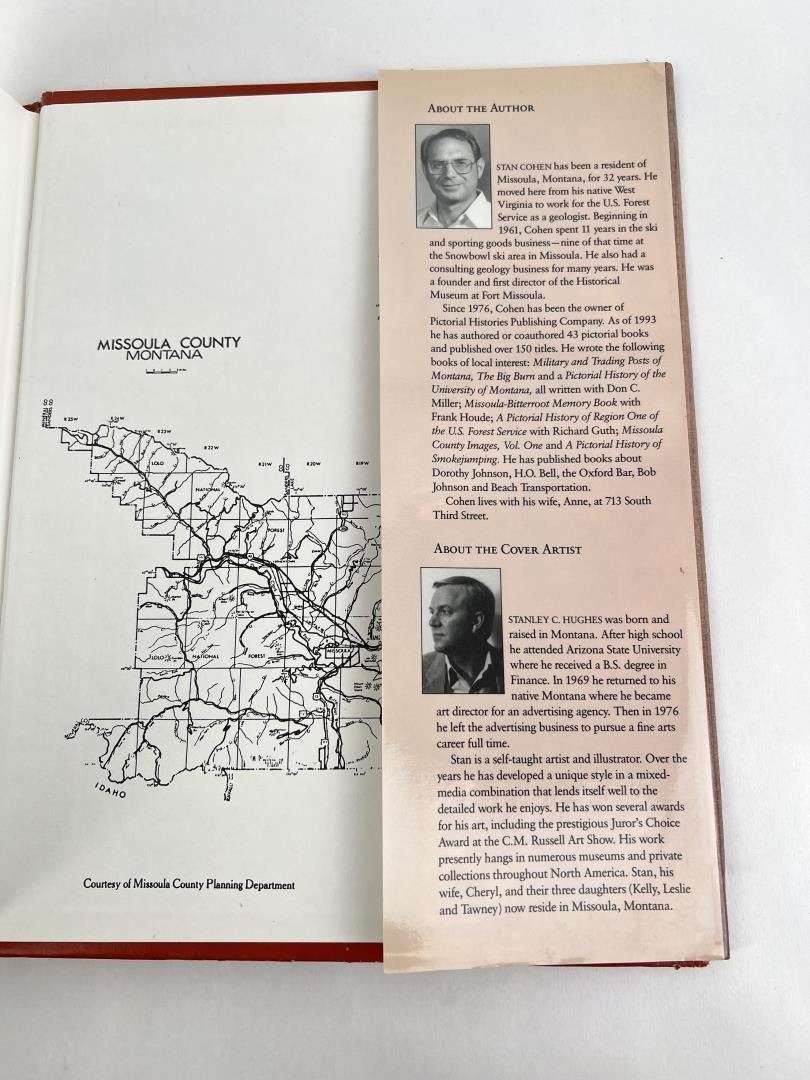 MISSOULA COUNTY
MONTANA
R25W
R23W
R22W
R21W
R20W
R19W
LOLO
NATIONAL
FOREST
LOLO
NATIONAL
FOREST
MISSOULA
IDAHO
Courtesy of Missoula County Planning Department
ABOUT THE AUTHOR
STAN COHEN has been a resident of
Missoula, Montana, for 32 years. He
moved here from his native West
Virginia to work for the U.S. Forest
Service as a geologist. Beginning in
1961, Cohen spent 11 years in the ski
and sporting goods business—nine of that time at
the Snowbowl ski area in Missoula. He also had a
consulting geology business for many years. He was
a founder and first director of the Historical
Museum at Fort Missoula.
Since 1976, Cohen has been the owner of
Pictorial Histories Publishing Company. As of 1993
he has authored or coauthored 43 pictorial books
and published over 150 titles. He wrote the following
books of local interest: Military and Trading Posts of
Montana, The Big Burn and a Pictorial History of the
University of Montana, all written with Don C.
Miller; Missoula-Bitterroot Memory Book with
Frank Houde; A Pictorial History of Region One of
the U.S. Forest Service with Richard Guth; Missoula
County Images, Vol. One and A Pictorial History of
Smokejumping. He has published books about
Dorothy Johnson, H.O. Bell, the Oxford Bar, Bob
Johnson and Beach Transportation.
Cohen lives with his wife, Anne, at 713 South
Third Street.
ABOUT THE COVER ARTIST
STANLEY C. HUGHES was born and
raised in Montana. After high school
he attended Arizona State University
where he received a B.S. degree in
Finance. In 1969 he returned to his
native Montana where he became
art director for an advertising agency. Then in 1976
he left the advertising business to pursue a fine arts
career full time.
Stan is a self-taught artist and illustrator. Over the
years he has developed a unique style in a mixed-
media combination that lends itself well to the
detailed work he enjoys. He has won several awards
for his art, including the prestigious Juror's Choice
Award at the C.M. Russell Art Show. His work
presently hangs in numerous museums and private
collections throughout North America. Stan, his
wife, Cheryl, and their three daughters (Kelly, Leslie
and Tawney) now reside in Missoula, Montana.